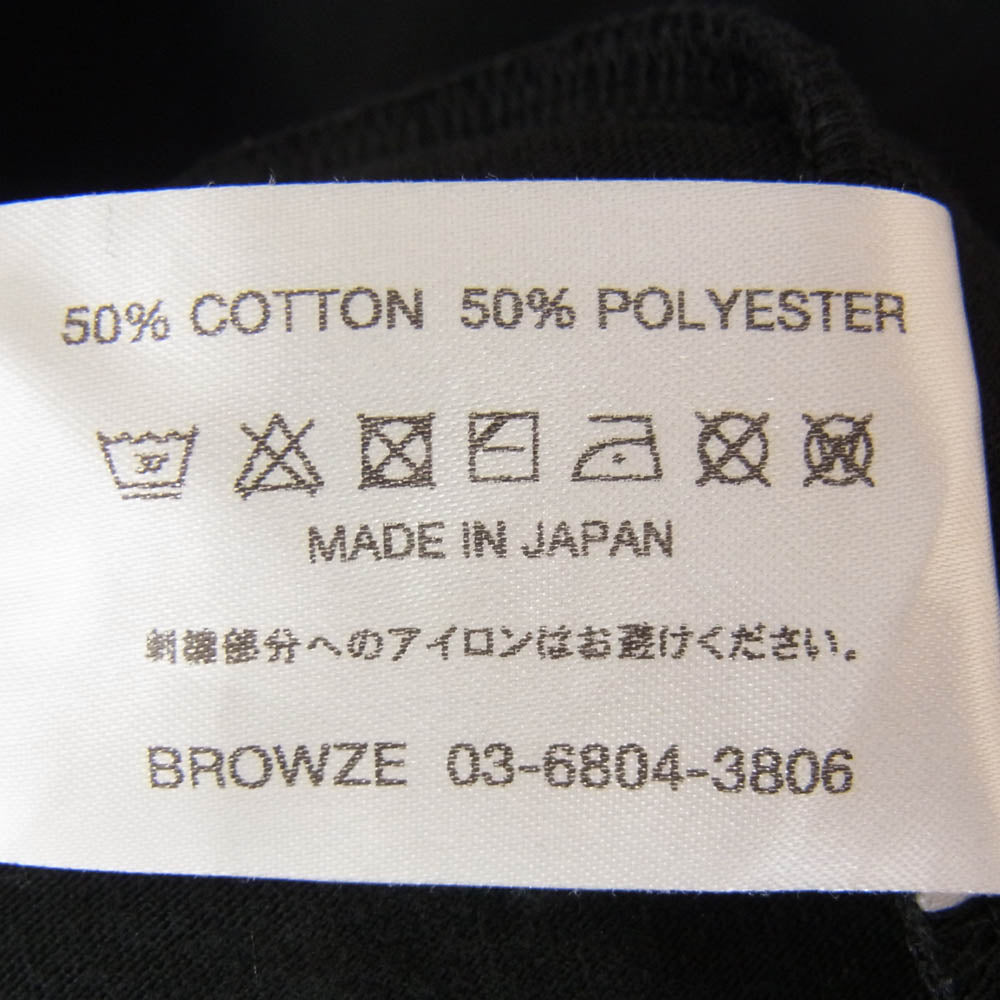 50% COTTON 50% POLYESTER
30°
W
MADE IN JAPAN
刺繍部分へのアイロンはお避けください。
BROWZE 03-6804-3806